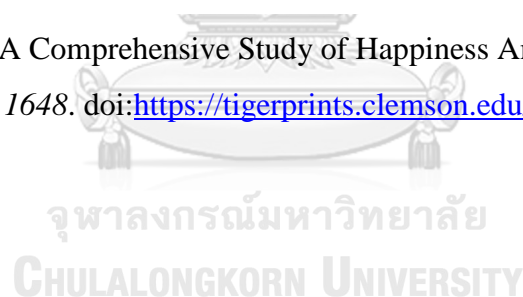 A Comprehensive Study of Happiness Ar
1648. doi:https://tigerprints.clemson.edu
จุฬาลงกรณ์มหาวิทยาลัย
CHULALONGKORN UNIVERSITY